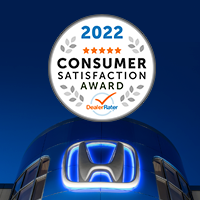 2022
CONSUMER
SATISFACTION
AWARD
DealerRater